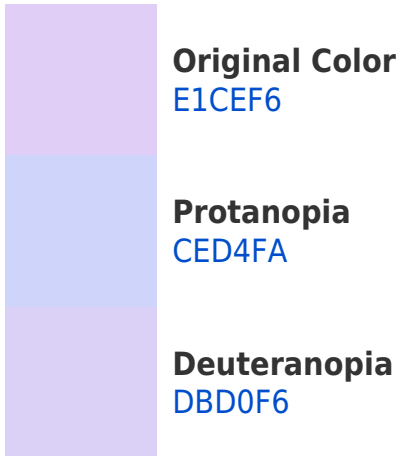 Original Color
E1CEF6
Protanopia
CED4FA
Deuteranopia
DBD0F6